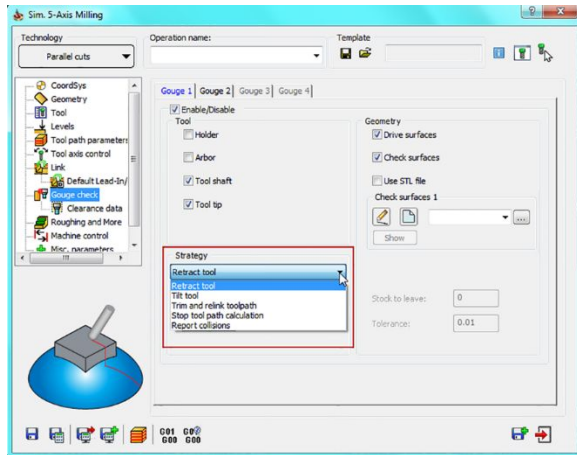 Sim. 5-Axis Milling
Technology
Parallel cuts
Operation name:
Template
CoordSys
Geometry
Tool
Levels
Tool path parameters
Tool axis control
Link
Default Lead-In/
Gouge check
Clearance data
Roughing and More
Machine control
Misc. parameters
Gouge 1 Gouge 2 Gouge 3 Gouge 4
Enable/Disable
Tool
Holder
Arbor
Tool shaft
Tool tip
Geometry
Drive surfaces
Check surfaces
Use STL file
Check surfaces 1
...
Show
Strategy
Retract tool
Retract tool
Tilt tool
Trim and relink toolpath
Stop tool path calculation
Report collisions
Stock to leave: 0
Tolerance: 0.01
G01 G0
G00 G00